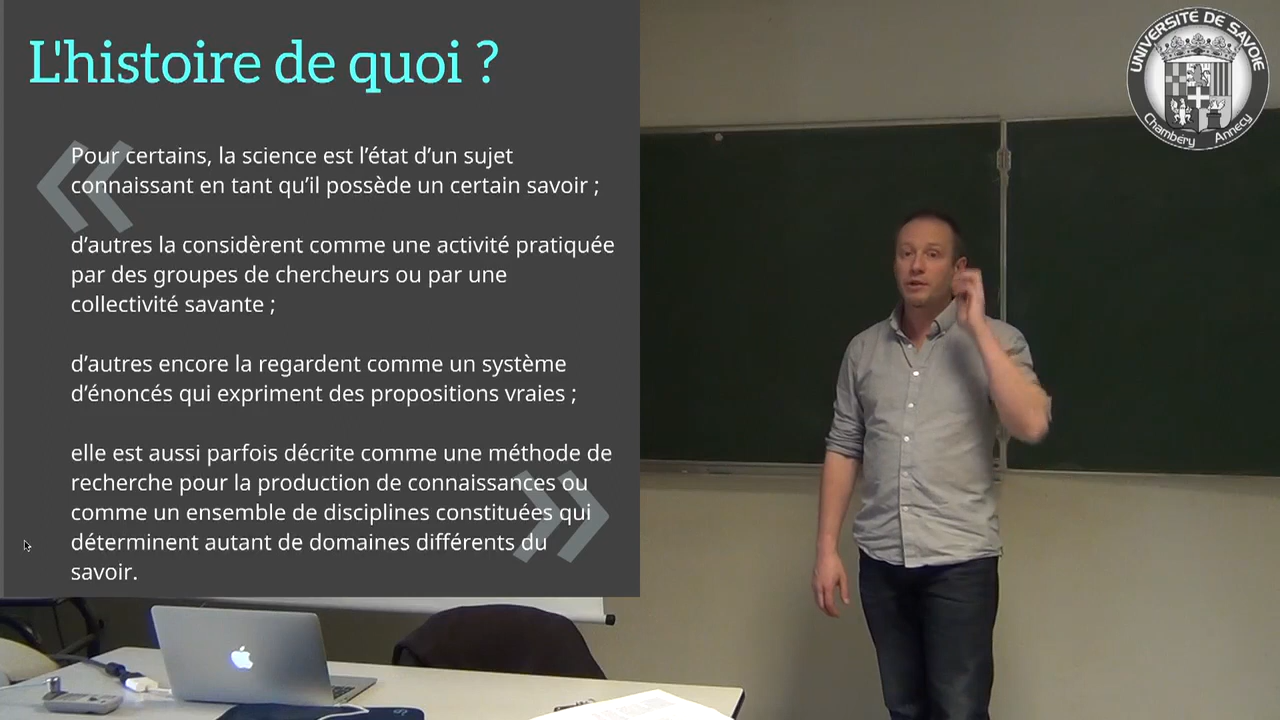 L'histoire de quoi ?
Pour certains, la science est l’état d’un sujet
connaissant en tant qu’il possède un certain savoir ;
d’autres la considèrent comme une activité pratiquée
par des groupes de chercheurs ou par une
collectivité savante ;
d’autres encore la regardent comme un système
d’énoncés qui expriment des propositions vraies ;
elle est aussi parfois décrite comme une méthode de
recherche pour la production de connaissances ou
comme un ensemble de disciplines constituées qui
déterminent autant de domaines différents du
savoir.
UNIVERSITÉ DE SAVOIE
Chambéry Annecy